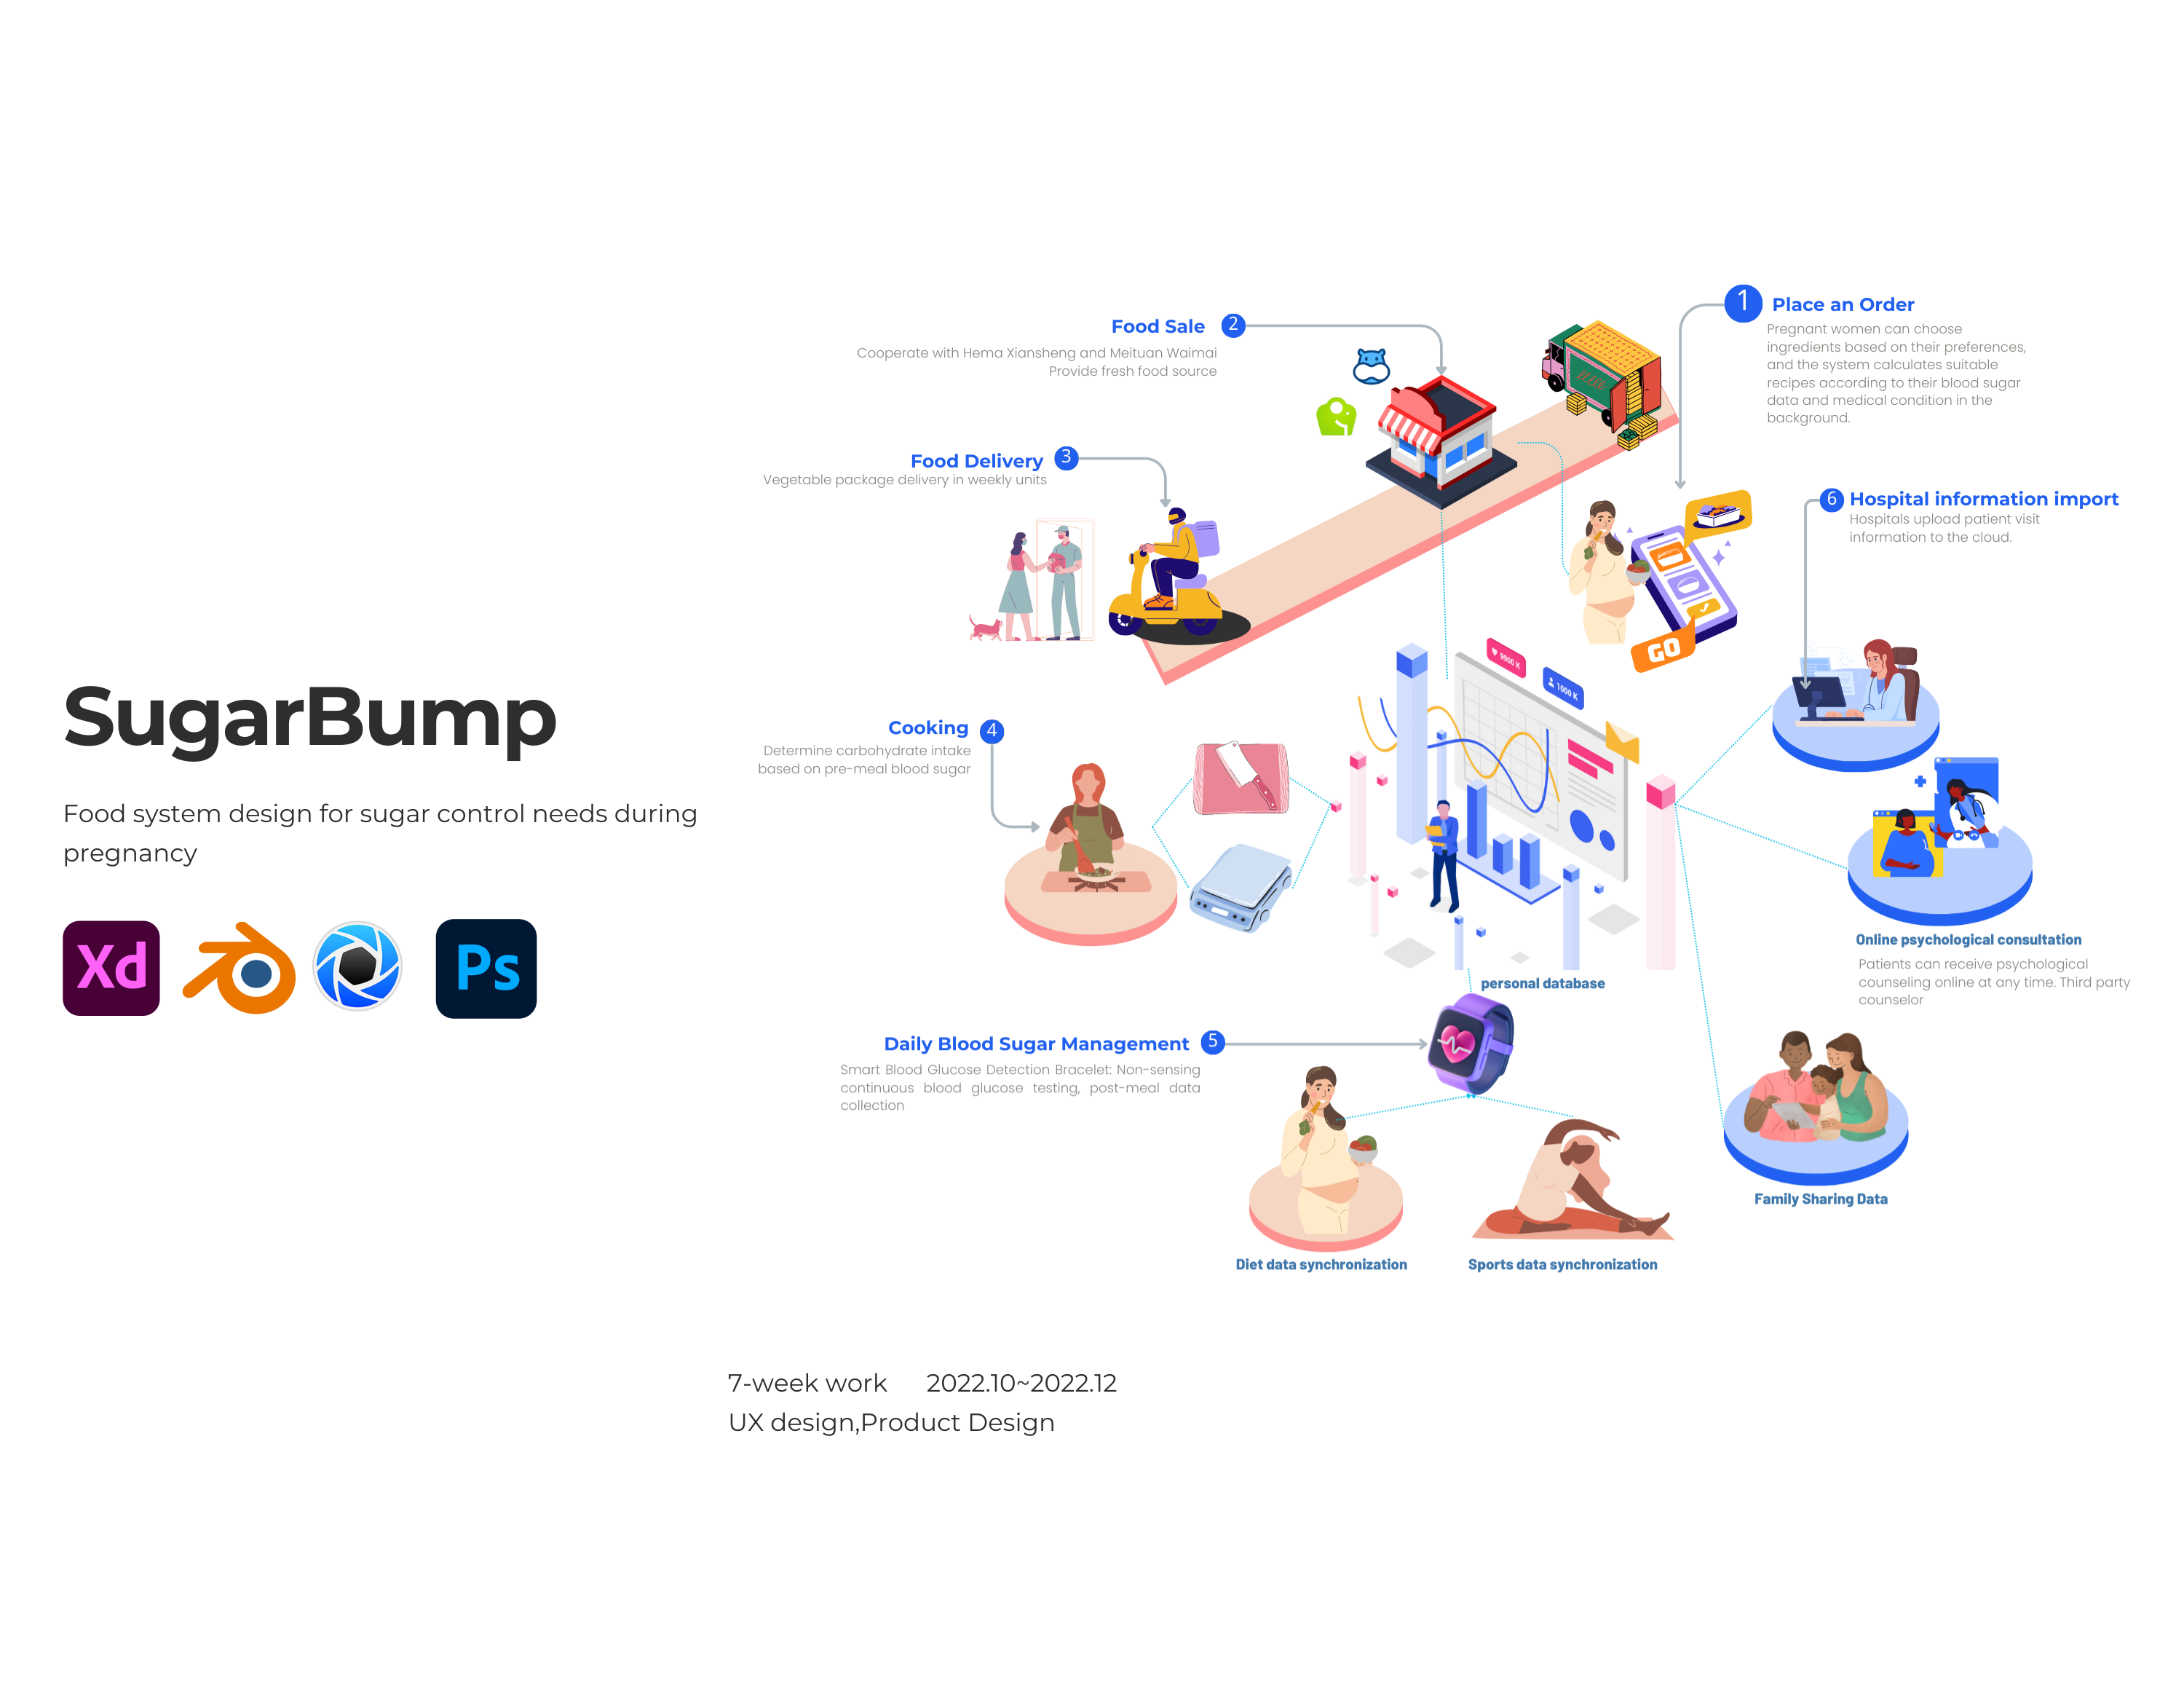 SugarBump
Food system design for sugar control needs during
pregnancy
Xd
Ps
1
Place an Order
Pregnant women can choose
ingredients based on their preferences,
and the system calculates suitable
recipes according to their blood sugar
data and medical condition in the
background.
Food Sale
2
Cooperate with Hema Xiansheng and Meituan Waimai
Provide fresh food source
Food Delivery
3
Vegetable package delivery in weekly units
GO
6
Hospital information import
Hospitals upload patient visit
information to the cloud.
9900 K
1000 K
Cooking
4
Determine carbohydrate intake
based on pre-meal blood sugar
Online psychological consultation
Patients can receive psychological
counseling online at any time. Third party
counselor
personal database
Daily Blood Sugar Management
5
Smart Blood Glucose Detection Bracelet: Non-sensing
continuous blood glucose testing, post-meal data
collection
Family Sharing Data
Diet data synchronization
Sports data synchronization
7-week work 2022.10~2022.12
UX design,Product Design